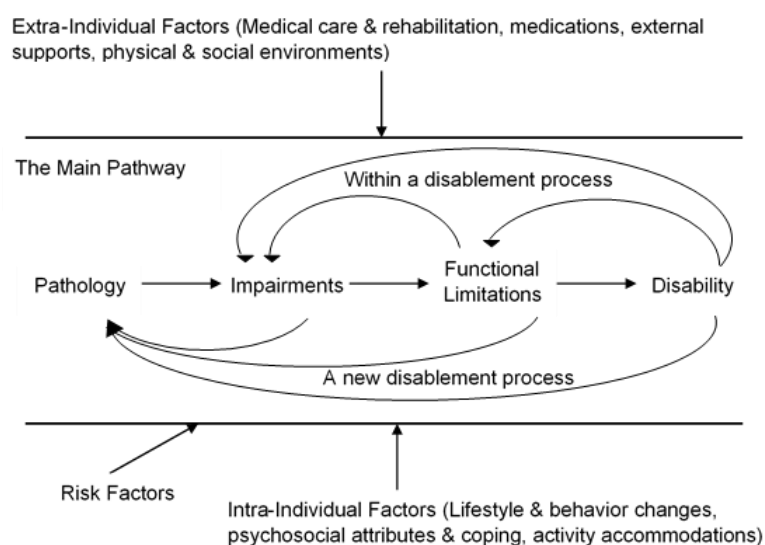 Extra-Individual Factors (Medical care & rehabilitation, medications, external
supports, physical & social environments)
The Main Pathway
Within a disablement process
Pathology
Impairments
Functional
Limitations
Disability
A new disablement process
Risk Factors
Intra-Individual Factors (Lifestyle & behavior changes,
psychosocial attributes & coping, activity accommodations)